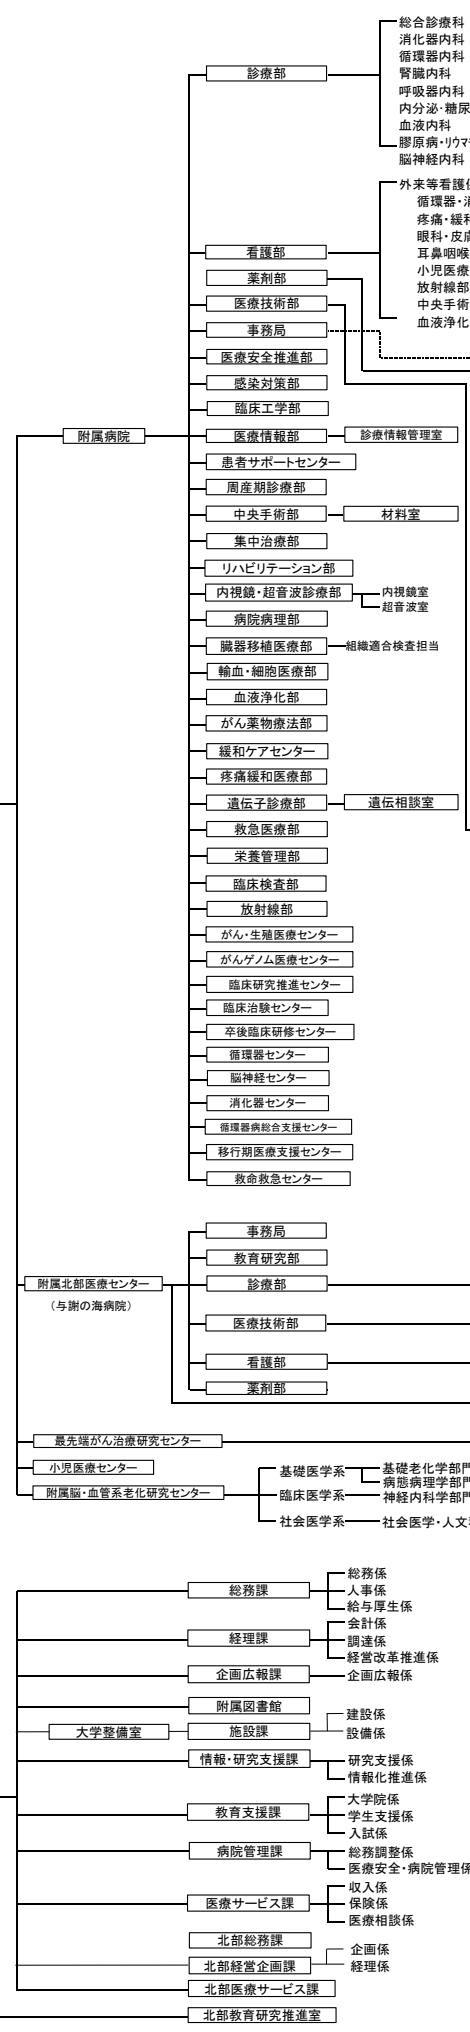 総合診療科
消化器内科
循環器内科
診療部
腎臓内科
呼吸器内科
内分泌・糖尿
血液内科
膠原病・リウマ
脳神経内科
外来等看護
循環器・
疼痛・緩
眼科・皮
耳鼻咽喉
看護部
小児医療
薬剤部
放射線部
医療技術部
中央手術
血液浄化
事務局
医療安全推進部
感染対策部
臨床工学部
附属病院
医療情報部
診療情報管理室
患者サポートセンター
周産期診療部
中央手術部
材料室
集中治療部
リハビリテーション部
内視鏡・超音波診療部
内視鏡室
超音波室
病院病理部
臓器移植医療部
組織適合検査担当
輸血・細胞医療部
血液浄化部
がん薬物療法部
緩和ケアセンター
疼痛緩和医療部
遺伝子診療部
遺伝相談室
救急医療部
栄養管理部
臨床検査部
放射線部
がん・生殖医療センター
がんゲノム医療センター
臨床研究推進センター
臨床治験センター
卒後臨床研修センター
循環器センター
脳神経センター
消化器センター
循環器病総合支援センター
移行期医療支援センター
救命救急センター
事務局
教育研究部
附属北部医療センター
(与謝の海病院)
診療部
医療技術部
看護部
薬剤部
最先端がん治療研究センター
小児医療センター
附属脳・血管系老化研究センター
基礎医学系
基礎老化学部門
病態病理学部門
臨床医学系
神経内科学部門
社会医学系
社会医学・人文
総務課
総務係
人事係
給与厚生係
経理課
会計係
調達係
経営改革推進係
企画広報課
企画広報係
附属図書館
大学整備室
施設課
建設係
設備係
情報・研究支援課
研究支援係
情報化推進係
教育支援課
大学院係
学生支援係
入試係
病院管理課
総務調整係
医療安全・病院管理係
医療サービス課
収入係
保険係
医療相談係
北部総務課
北部経営企画課
企画係
経理係
北部医療サービス課
北部教育研究推進室